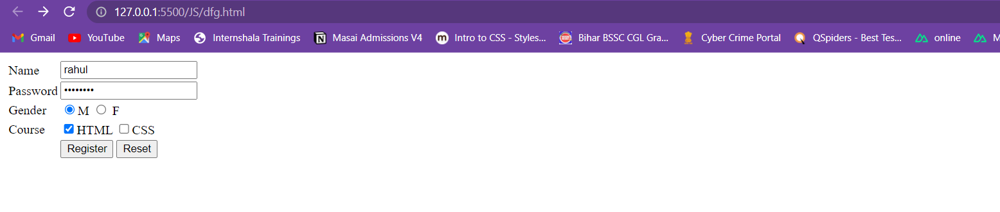 127.0.0.1:5500/JS/dfg.html
Gmail YouTube Maps Internshala Trainings Masai Admissions V4 Intro to CSS - Styles... Bihar BSSC CGL Gra... Cyber Crime Portal QSpiders - Best Tes... online M
Name rahul
Password ••••••••
Gender M F
Course HTML CSS
Register Reset